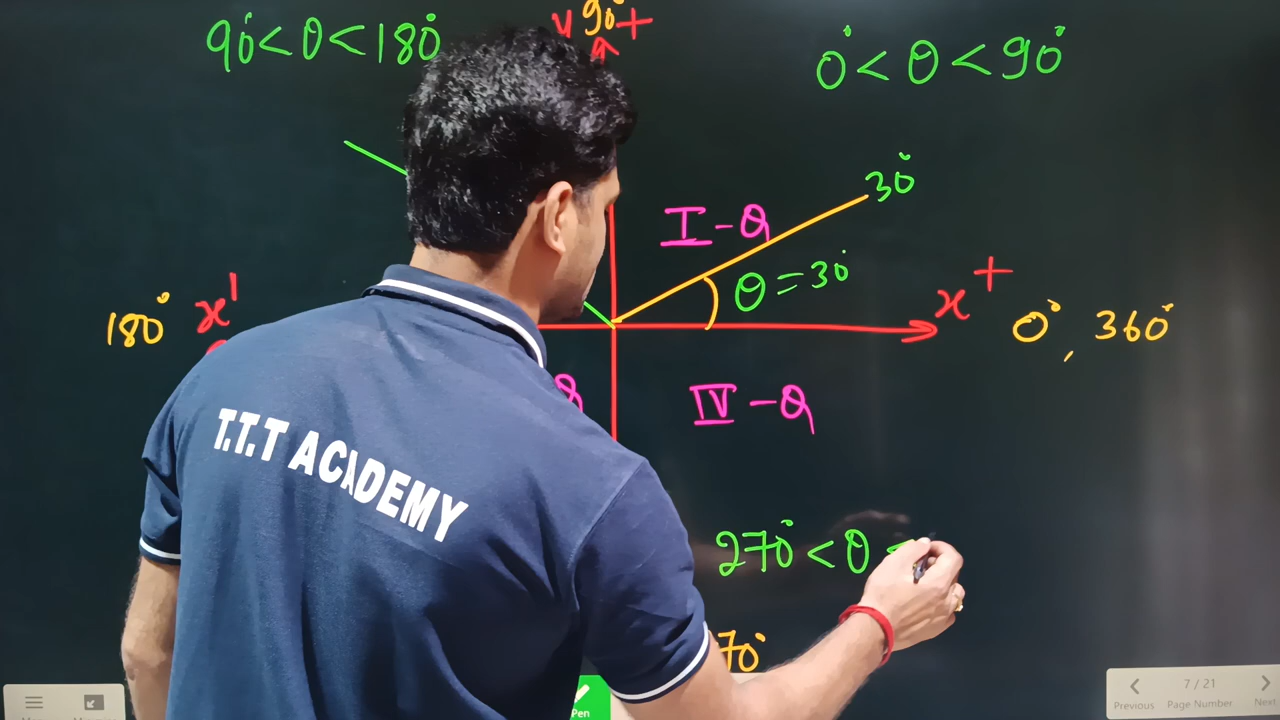 90°<θ<180°
90°+
0°<θ<90°
30°
I-Q
θ=30°
x+
0°, 360°
180° x'
IV-Q
T.T.T ACADEMY
270°<θ<
70°
Pen
7 / 21
Previous Page Number Next